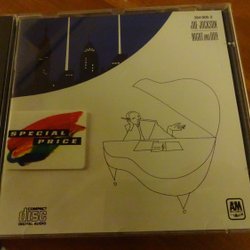 JOE JACKSON
NIGHT AND DAY
SPECIAL
PRICE
COMPACT
disc
DIGITAL AUDIO
A&M